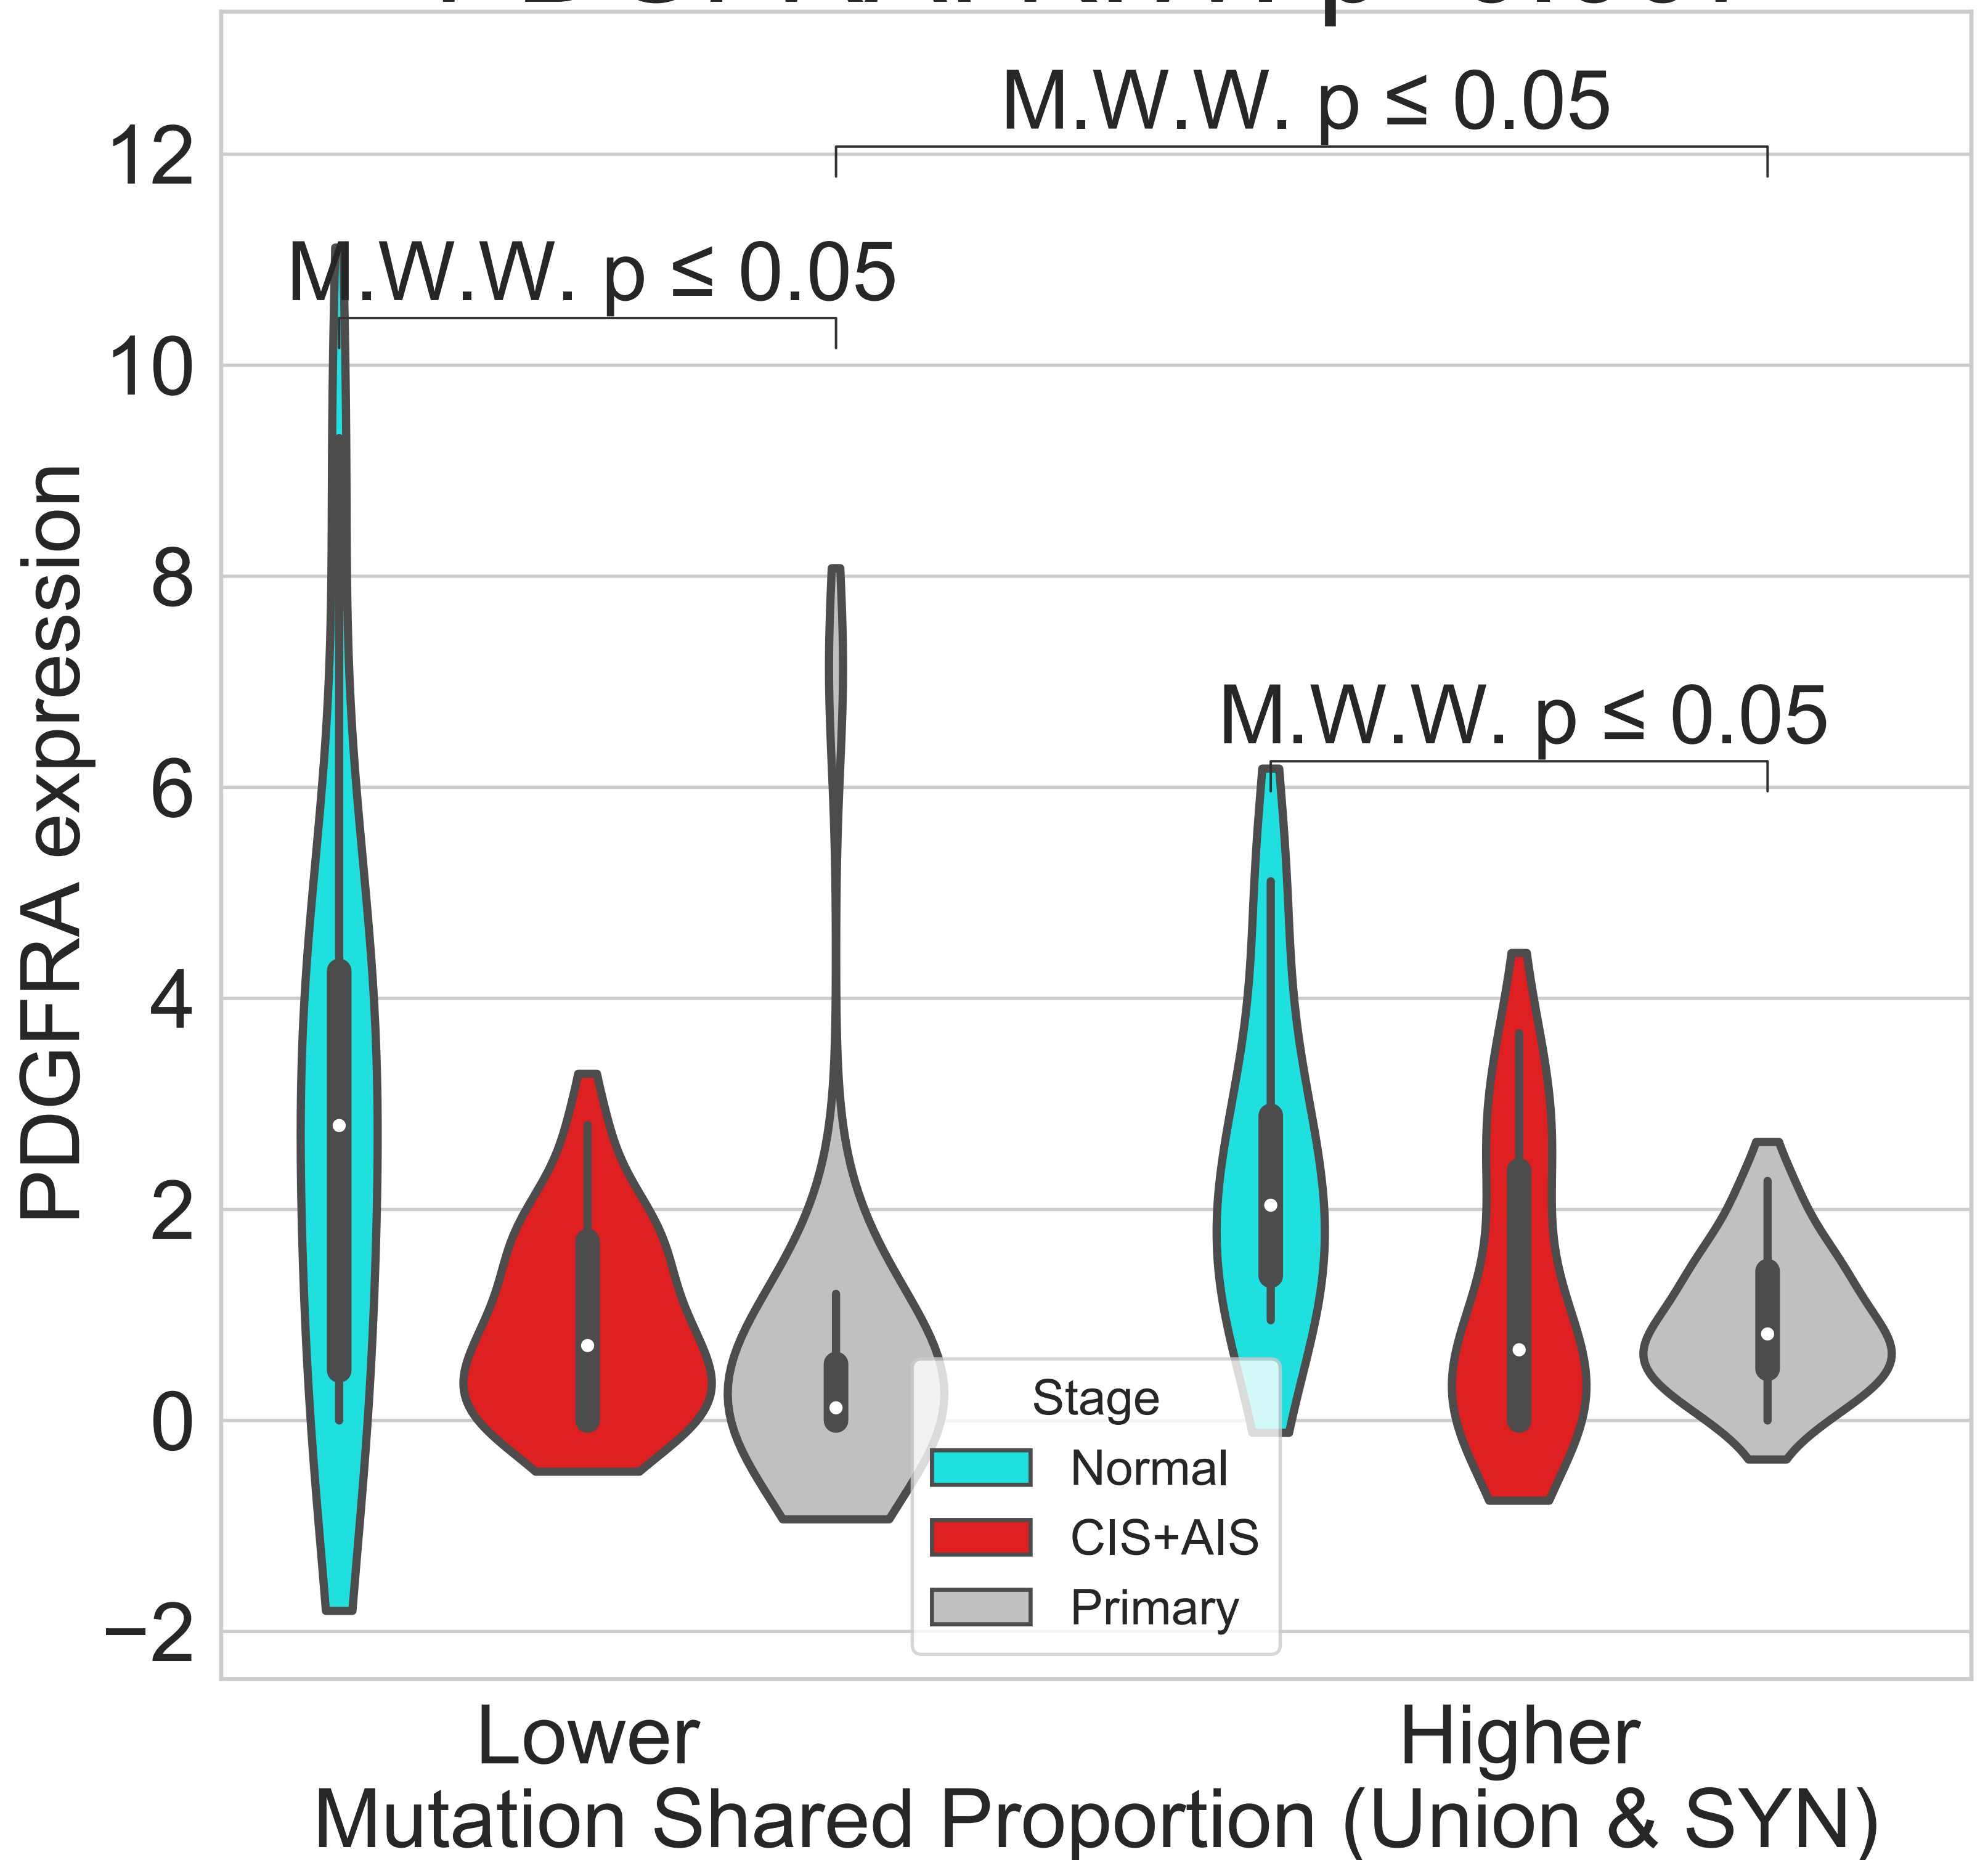 M.W.W. p ≤ 0.05
12
M.W.W. p ≤ 0.05
10
8
M.W.W. p ≤ 0.05
6
4
2
0
−2
PDGFRA expression
Stage
Normal
CIS+AIS
Primary
Lower
Higher
Mutation Shared Proportion (Union & SYN)